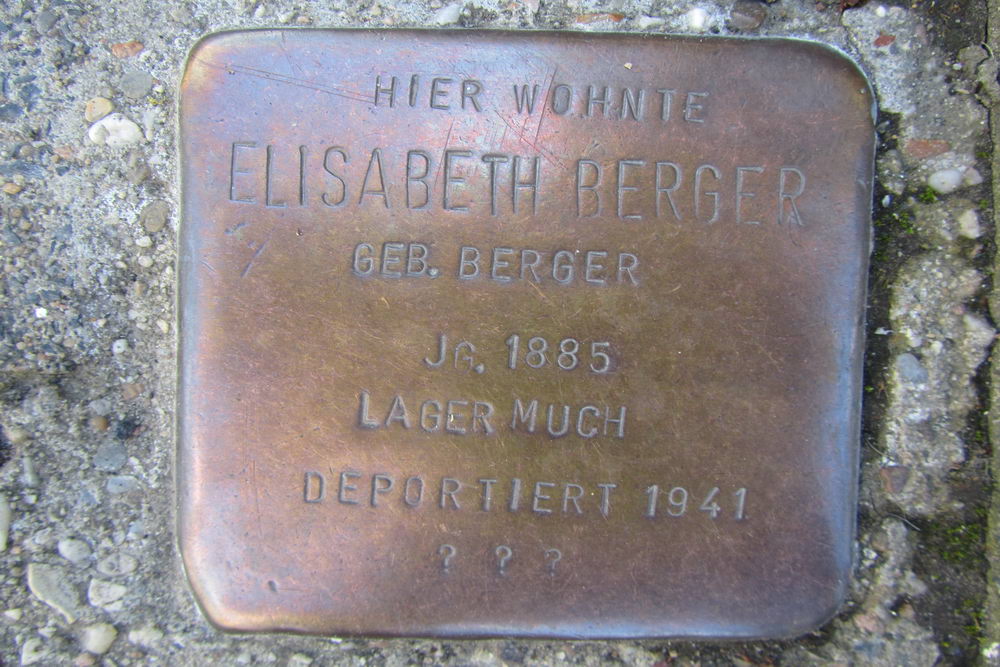 HIER WOHNTE
ELISABETH BERGER
GEB. BERGER
JG. 1885
LAGER MUCH
DEPORTIERT 1941
? ? ?